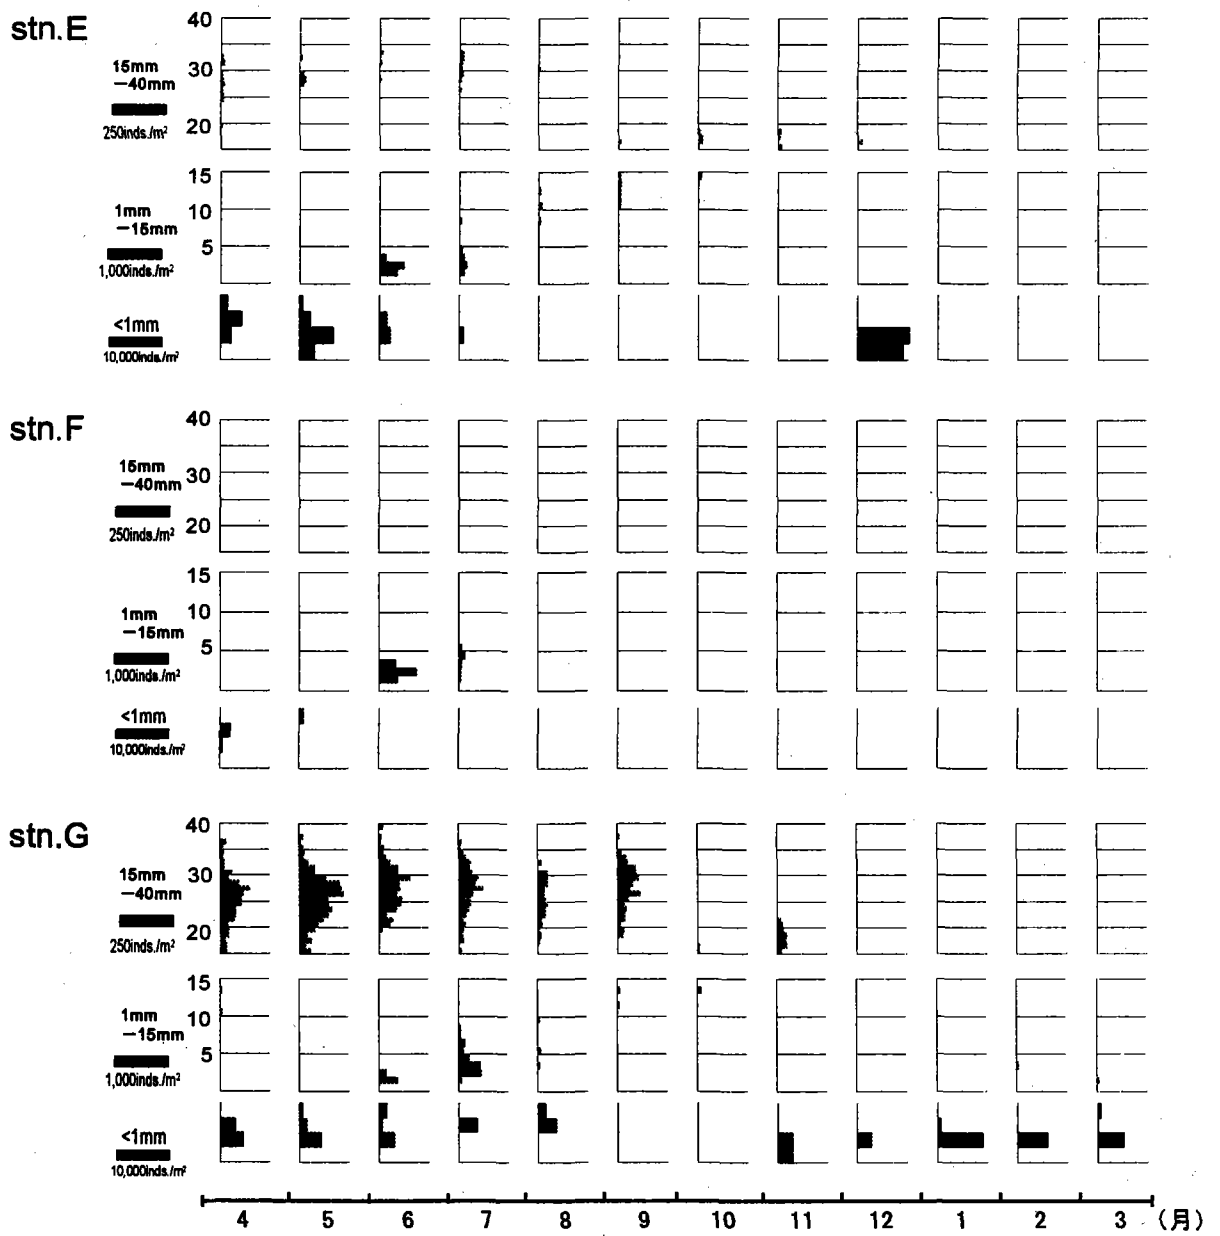 stn.E
40
30
20
15mm
−40mm
250inds./m²
15
10
5
1mm
−15mm
1,000inds./m²
<1mm
10,000inds./m²
stn.F
40
30
20
15mm
−40mm
250inds./m²
15
10
5
1mm
−15mm
1,000inds./m²
<1mm
10,000inds./m²
stn.G
40
30
20
15mm
−40mm
250inds./m²
15
10
5
1mm
−15mm
1,000inds./m²
<1mm
10,000inds./m²
4 5 6 7 8 9 10 11 12 1 2 3 (月)